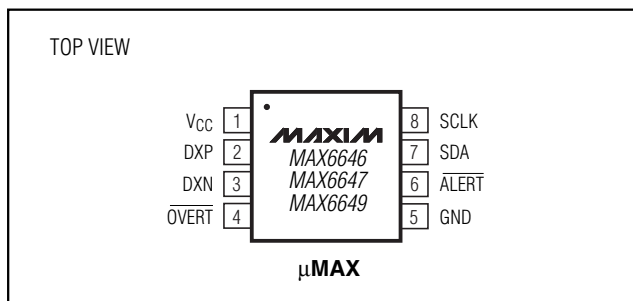 TOP VIEW
VCC 1
DXP 2
DXN 3
OVERT 4
MAXIM
MAX6646
MAX6647
MAX6649
8 SCLK
7 SDA
6 ALERT
5 GND
μMAX